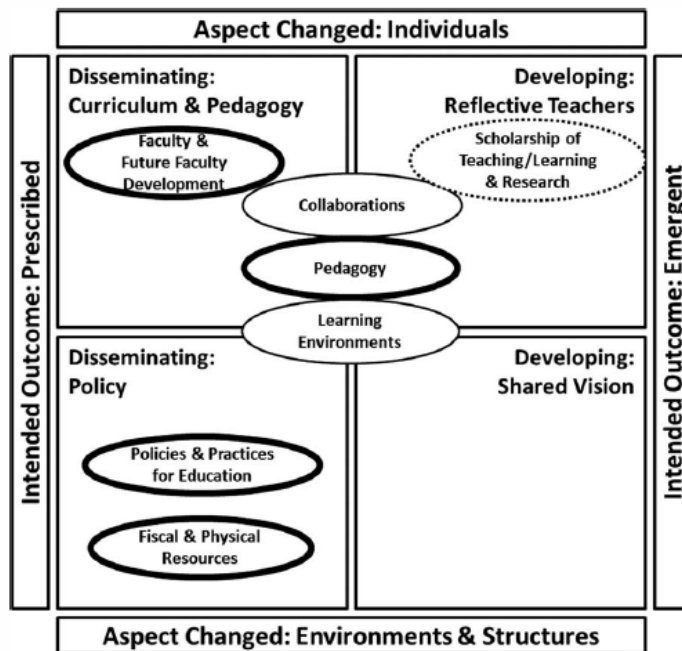 Aspect Changed: Individuals
Intended Outcome: Prescribed
Disseminating:
Curriculum & Pedagogy
Faculty &
Future Faculty
Development
Developing:
Reflective Teachers
Scholarship of
Teaching/Learning
& Research
Collaborations
Pedagogy
Learning
Environments
Disseminating:
Policy
Policies & Practices
for Education
Fiscal & Physical
Resources
Developing:
Shared Vision
Intended Outcome: Emergent
Aspect Changed: Environments & Structures